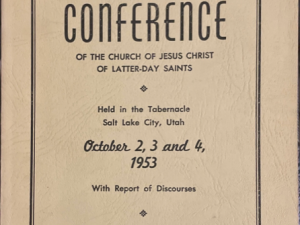 CONFERENCE
OF THE CHURCH OF JESUS CHRIST
OF LATTER-DAY SAINTS
Held in the Tabernacle
Salt Lake City, Utah
October 2, 3 and 4,
1953
With Report of Discourses